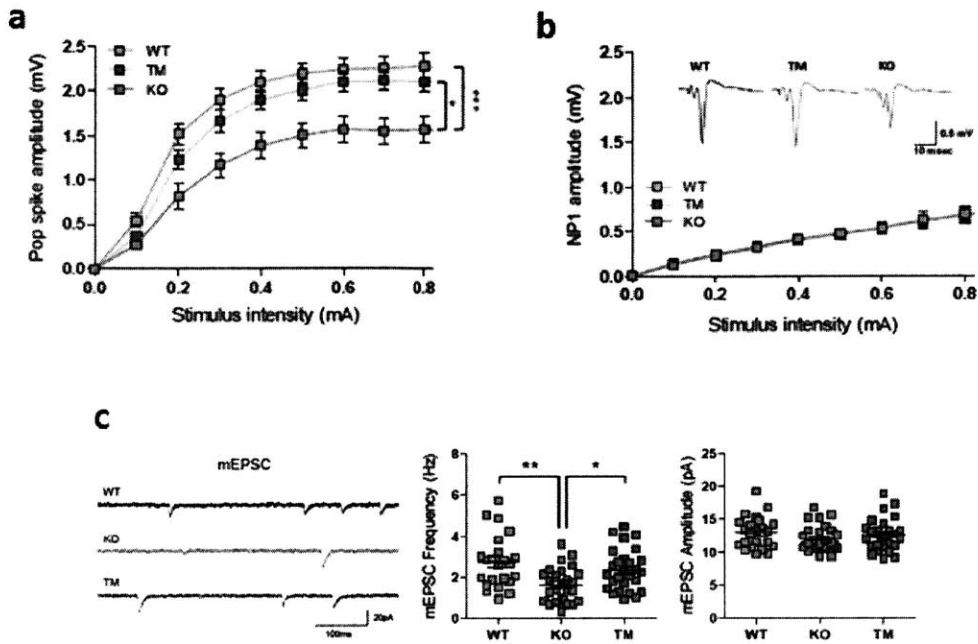 a
Pop spike amplitude (mV)
2.5
2.0
1.5
1.0
0.5
0.0
WT
TM
KO
*
***
0.0 0.2 0.4 0.6 0.8
Stimulus intensity (mA)
b
NP1 amplitude (mV)
2.5
2.0
1.5
1.0
0.5
0.0
WT TM KO
0.5 mV
10 msec
WT
TM
KO
0.0 0.2 0.4 0.6 0.8
Stimulus intensity (mA)
c
mEPSC
WT
KO
TM
20pA
100ms
mEPSC Frequency (Hz)
8
6
4
2
0
** *
WT KO TM
mEPSC Amplitude (pA)
25
20
15
10
5
0
WT KO TM